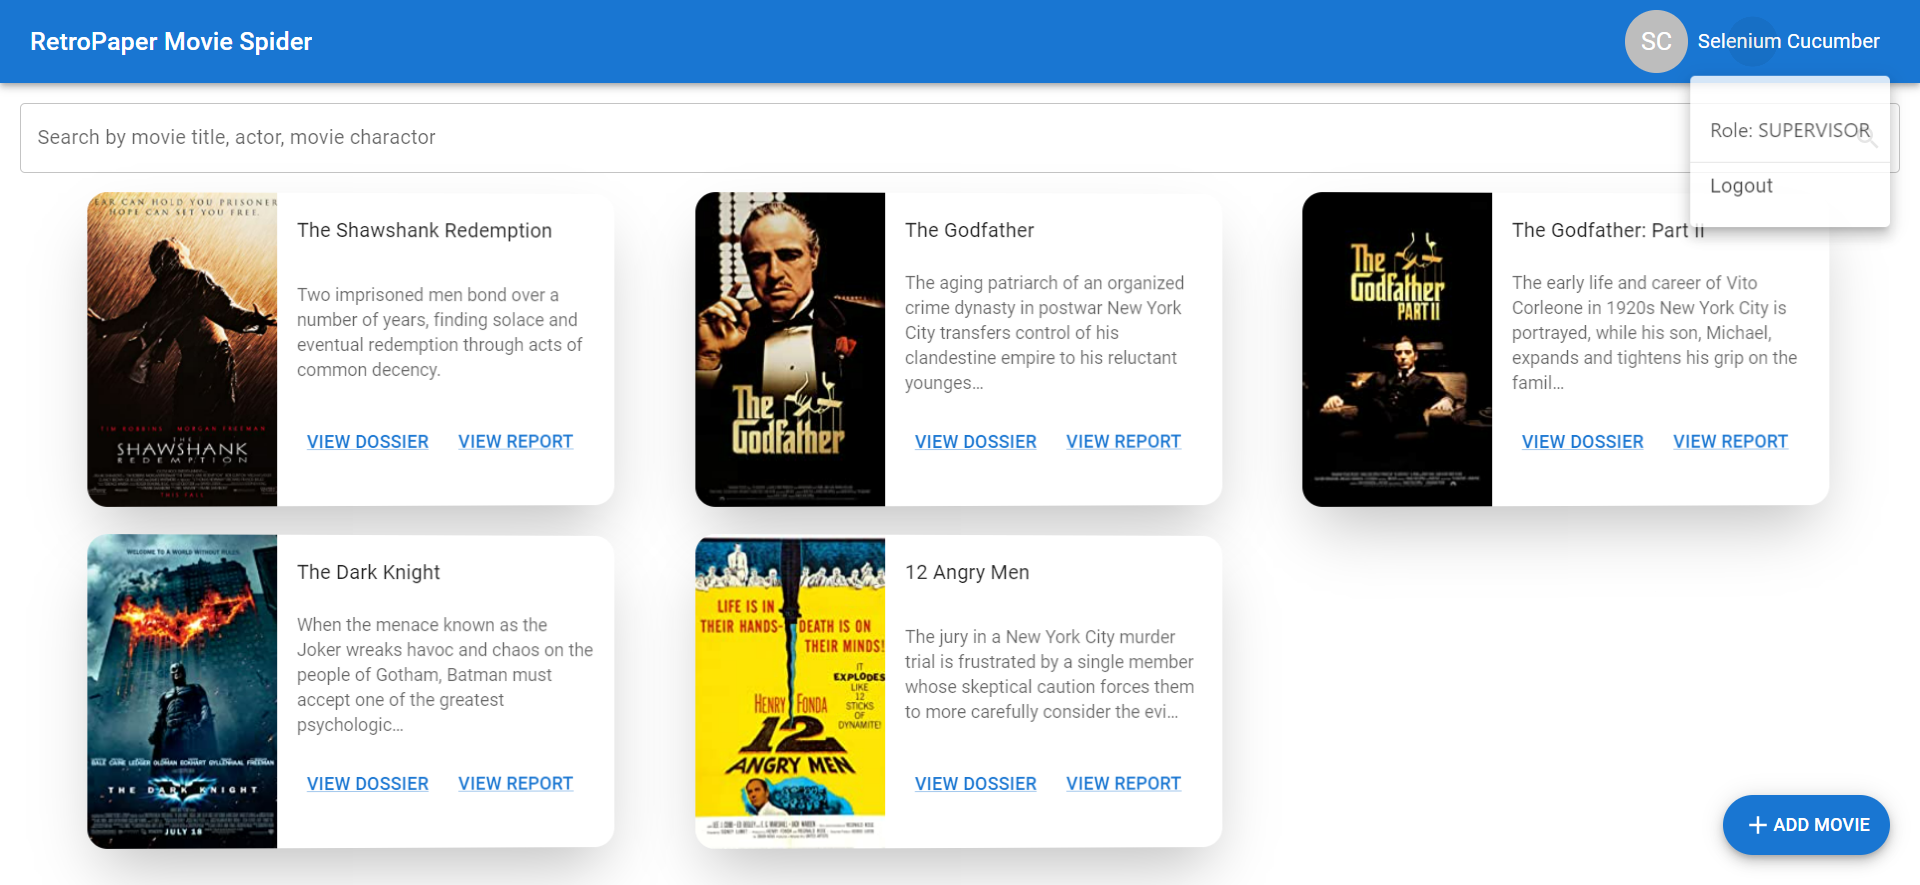 RetroPaper Movie Spider
SC
Selenium Cucumber
Search by movie title, actor, movie charactor
Role: SUPERVISOR
Logout
EAR CAN HOLD YOU PRISONER
HOPE CAN SET YOU FREE.
TIM ROBBINS MORGAN FREEMAN
THE
SHAWSHANK
REDEMPTION
THIS FALL
The Shawshank Redemption
Two imprisoned men bond over a
number of years, finding solace and
eventual redemption through acts of
common decency.
VIEW DOSSIER VIEW REPORT
The
Godfather
The Godfather
The aging patriarch of an organized
crime dynasty in postwar New York
City transfers control of his
clandestine empire to his reluctant
younges...
VIEW DOSSIER VIEW REPORT
The
Godfather
PART II
The Godfather: Part II
The early life and career of Vito
Corleone in 1920s New York City is
portrayed, while his son, Michael,
expands and tightens his grip on the
famil...
VIEW DOSSIER VIEW REPORT
WELCOME TO A WORLD WITHOUT RULES.
BALE CAINE LEDGER OLDMAN ECKHART GYLLENHAAL FREEMAN
THE DARK KNIGHT
JULY 18
The Dark Knight
When the menace known as the
Joker wreaks havoc and chaos on the
people of Gotham, Batman must
accept one of the greatest
psychologic...
VIEW DOSSIER VIEW REPORT
LIFE IS IN
THEIR HANDS- DEATH IS ON
THEIR MINDS!
IT
EXPLODES
LIKE
12
STICKS
OF
DYNAMITE!
HENRY FONDA
12
ANGRY MEN
12 Angry Men
The jury in a New York City murder
trial is frustrated by a single member
whose skeptical caution forces them
to more carefully consider the evi...
VIEW DOSSIER VIEW REPORT
+ ADD MOVIE